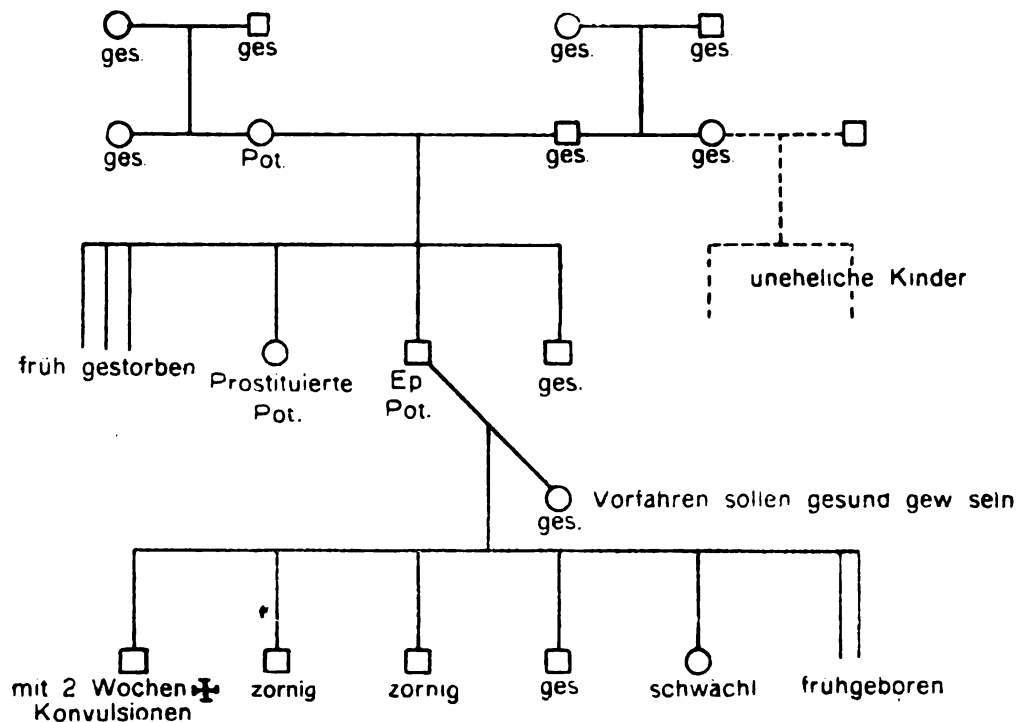 ges.
ges
ges.
ges.
ges.
Pot.
ges.
ges.
uneheliche Kinder
früh gestorben
Prostituierte
Pot.
Ep
Pot.
ges.
Vorfahren sollen gesund gew sein
ges.
mit 2 Wochen ✠
Konvulsionen
zornig
zornig
ges
schwächl
frühgeboren